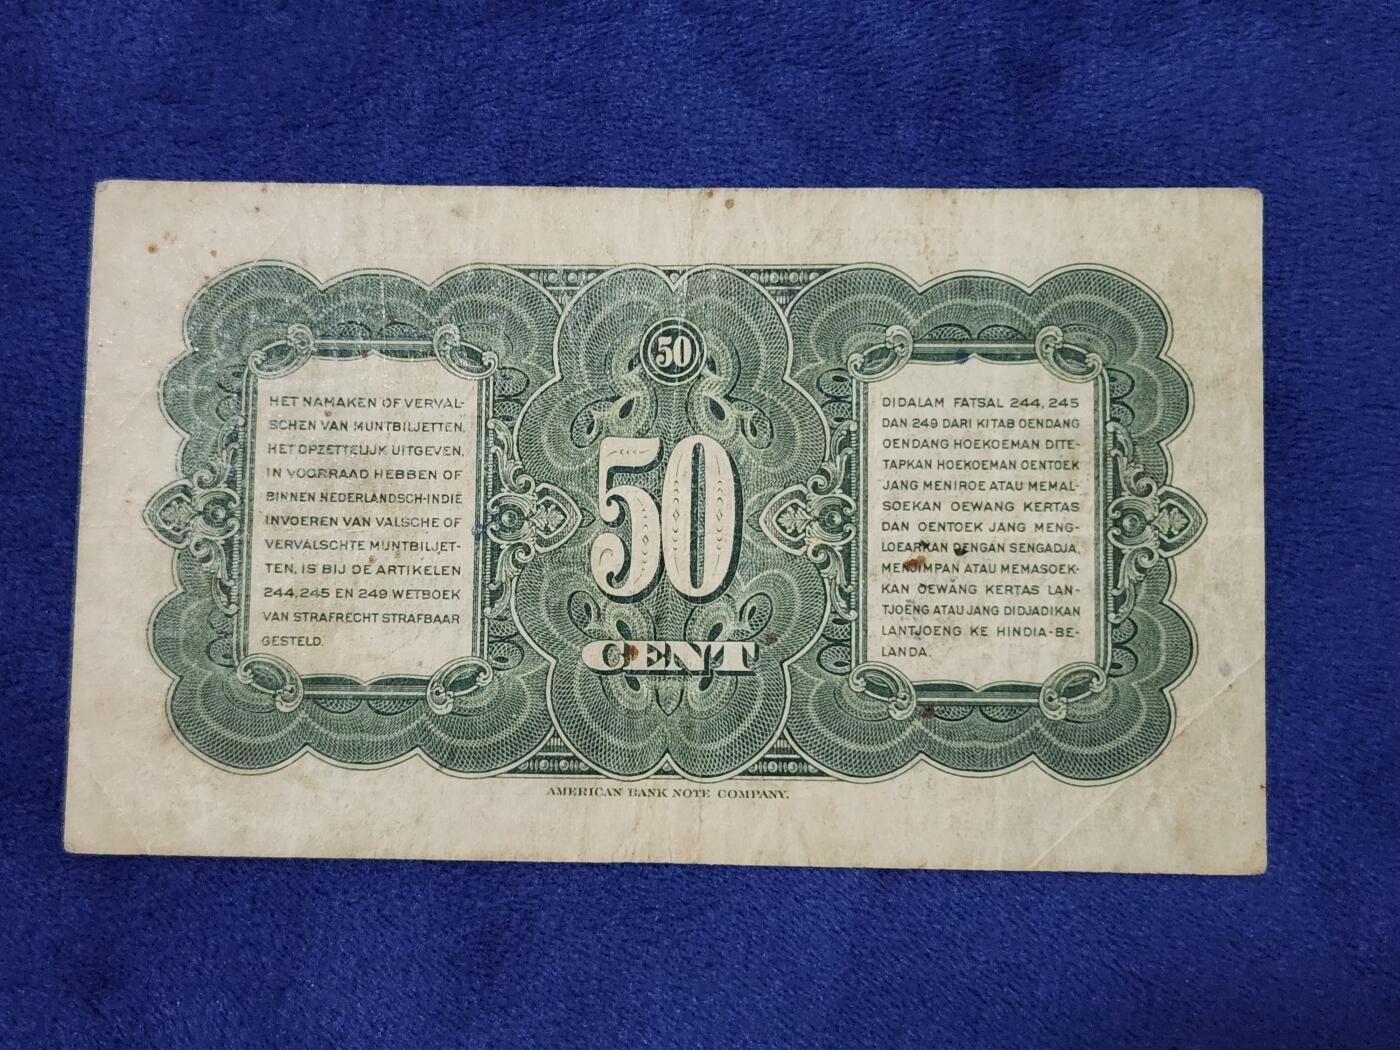 HET NAMAKEN OF VERVAL-
SCHEN VAN MUNTBILJETTEN,
HET OPZETTELIJK UITGEVEN,
IN VOORRAAD HEBBEN OF
BINNEN NEDERLANDSCH-INDIË
INVOEREN VAN VALSCHE OF
VERVALSCHTE MUNTBILJET-
TEN, IS BIJ DE ARTIKELEN
244, 245 EN 249 WETBOEK
VAN STRAFRECHT STRAFBAAR
GESTELD.
50
50
CENT
DIDALAM FATSAL 244, 245
DAN 249 DARI KITAB OENDANG
OENDANG HOEKOEMAN DITE-
TAPKAN HOEKOEMAN OENTOEK
JANG MENIROE ATAU MEMAL-
SOEKAN OEWANG KERTAS
DAN OENTOEK JANG MENG-
LOEARKAN DENGAN SENGADJA,
MENJIMPAN ATAU MEMASOEK-
KAN OEWANG KERTAS LAN-
TJOENG ATAU JANG DIDJADIKAN
LANTJOENG KE HINDIA-BE-
LANDA.
AMERICAN BANK NOTE COMPANY.